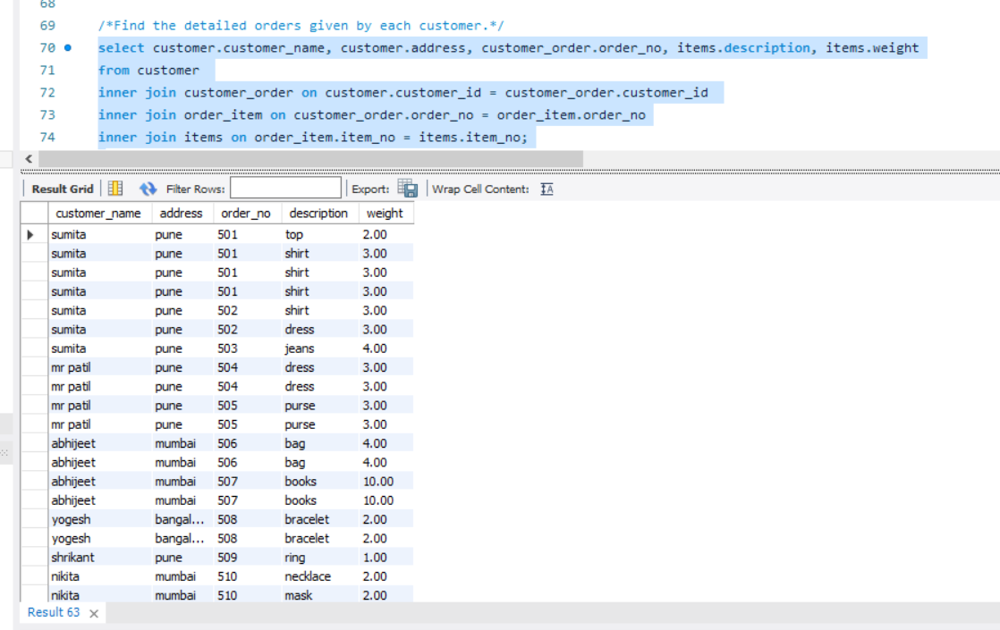 68
69 /*Find the detailed orders given by each customer.*/
70 select customer.customer_name, customer.address, customer_order.order_no, items.description, items.weight
71 from customer
72 inner join customer_order on customer.customer_id = customer_order.customer_id
73 inner join order_item on customer_order.order_no = order_item.order_no
74 inner join items on order_item.item_no = items.item_no;
Result Grid Filter Rows: Export: Wrap Cell Content: IA
customer_name address order_no description weight
sumita pune 501 top 2.00
sumita pune 501 shirt 3.00
sumita pune 501 shirt 3.00
sumita pune 501 shirt 3.00
sumita pune 502 shirt 3.00
sumita pune 502 dress 3.00
sumita pune 503 jeans 4.00
mr patil pune 504 dress 3.00
mr patil pune 504 dress 3.00
mr patil pune 505 purse 3.00
mr patil pune 505 purse 3.00
abhijeet mumbai 506 bag 4.00
abhijeet mumbai 506 bag 4.00
abhijeet mumbai 507 books 10.00
abhijeet mumbai 507 books 10.00
yogesh bangal... 508 bracelet 2.00
yogesh bangal... 508 bracelet 2.00
shrikant pune 509 ring 1.00
nikita mumbai 510 necklace 2.00
nikita mumbai 510 mask 2.00
Result 63